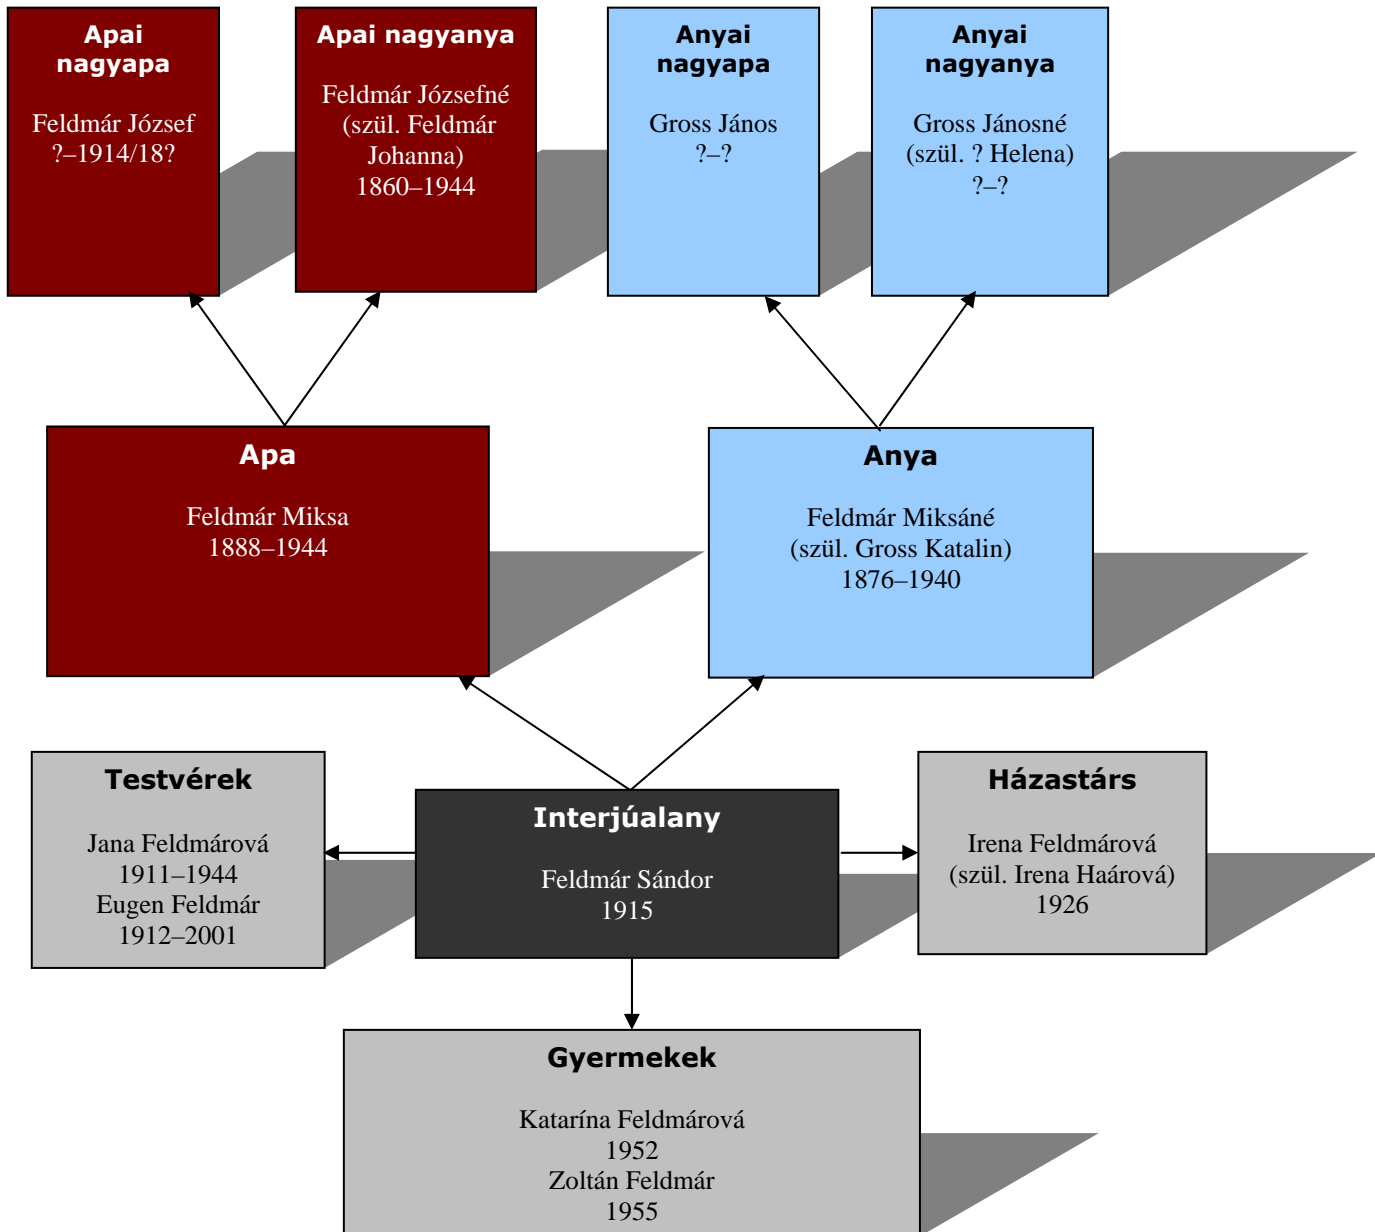 Apai
nagyapa
Feldmár József
?–1914/18?
Apai nagyanya
Feldmár Józsefné
(szül. Feldmár
Johanna)
1860–1944
Anyai
nagyapa
Gross János
?–?
Anyai
nagyanya
Gross Jánosné
(szül. ? Helena)
?–?
Apa
Feldmár Miksa
1888–1944
Anya
Feldmár Miksáné
(szül. Gross Katalin)
1876–1940
Testvérek
Jana Feldmárová
1911–1944
Eugen Feldmár
1912–2001
Interjúalany
Feldmár Sándor
1915
Házastárs
Irena Feldmárová
(szül. Irena Haárová)
1926
Gyermekek
Katarína Feldmárová
1952
Zoltán Feldmár
1955